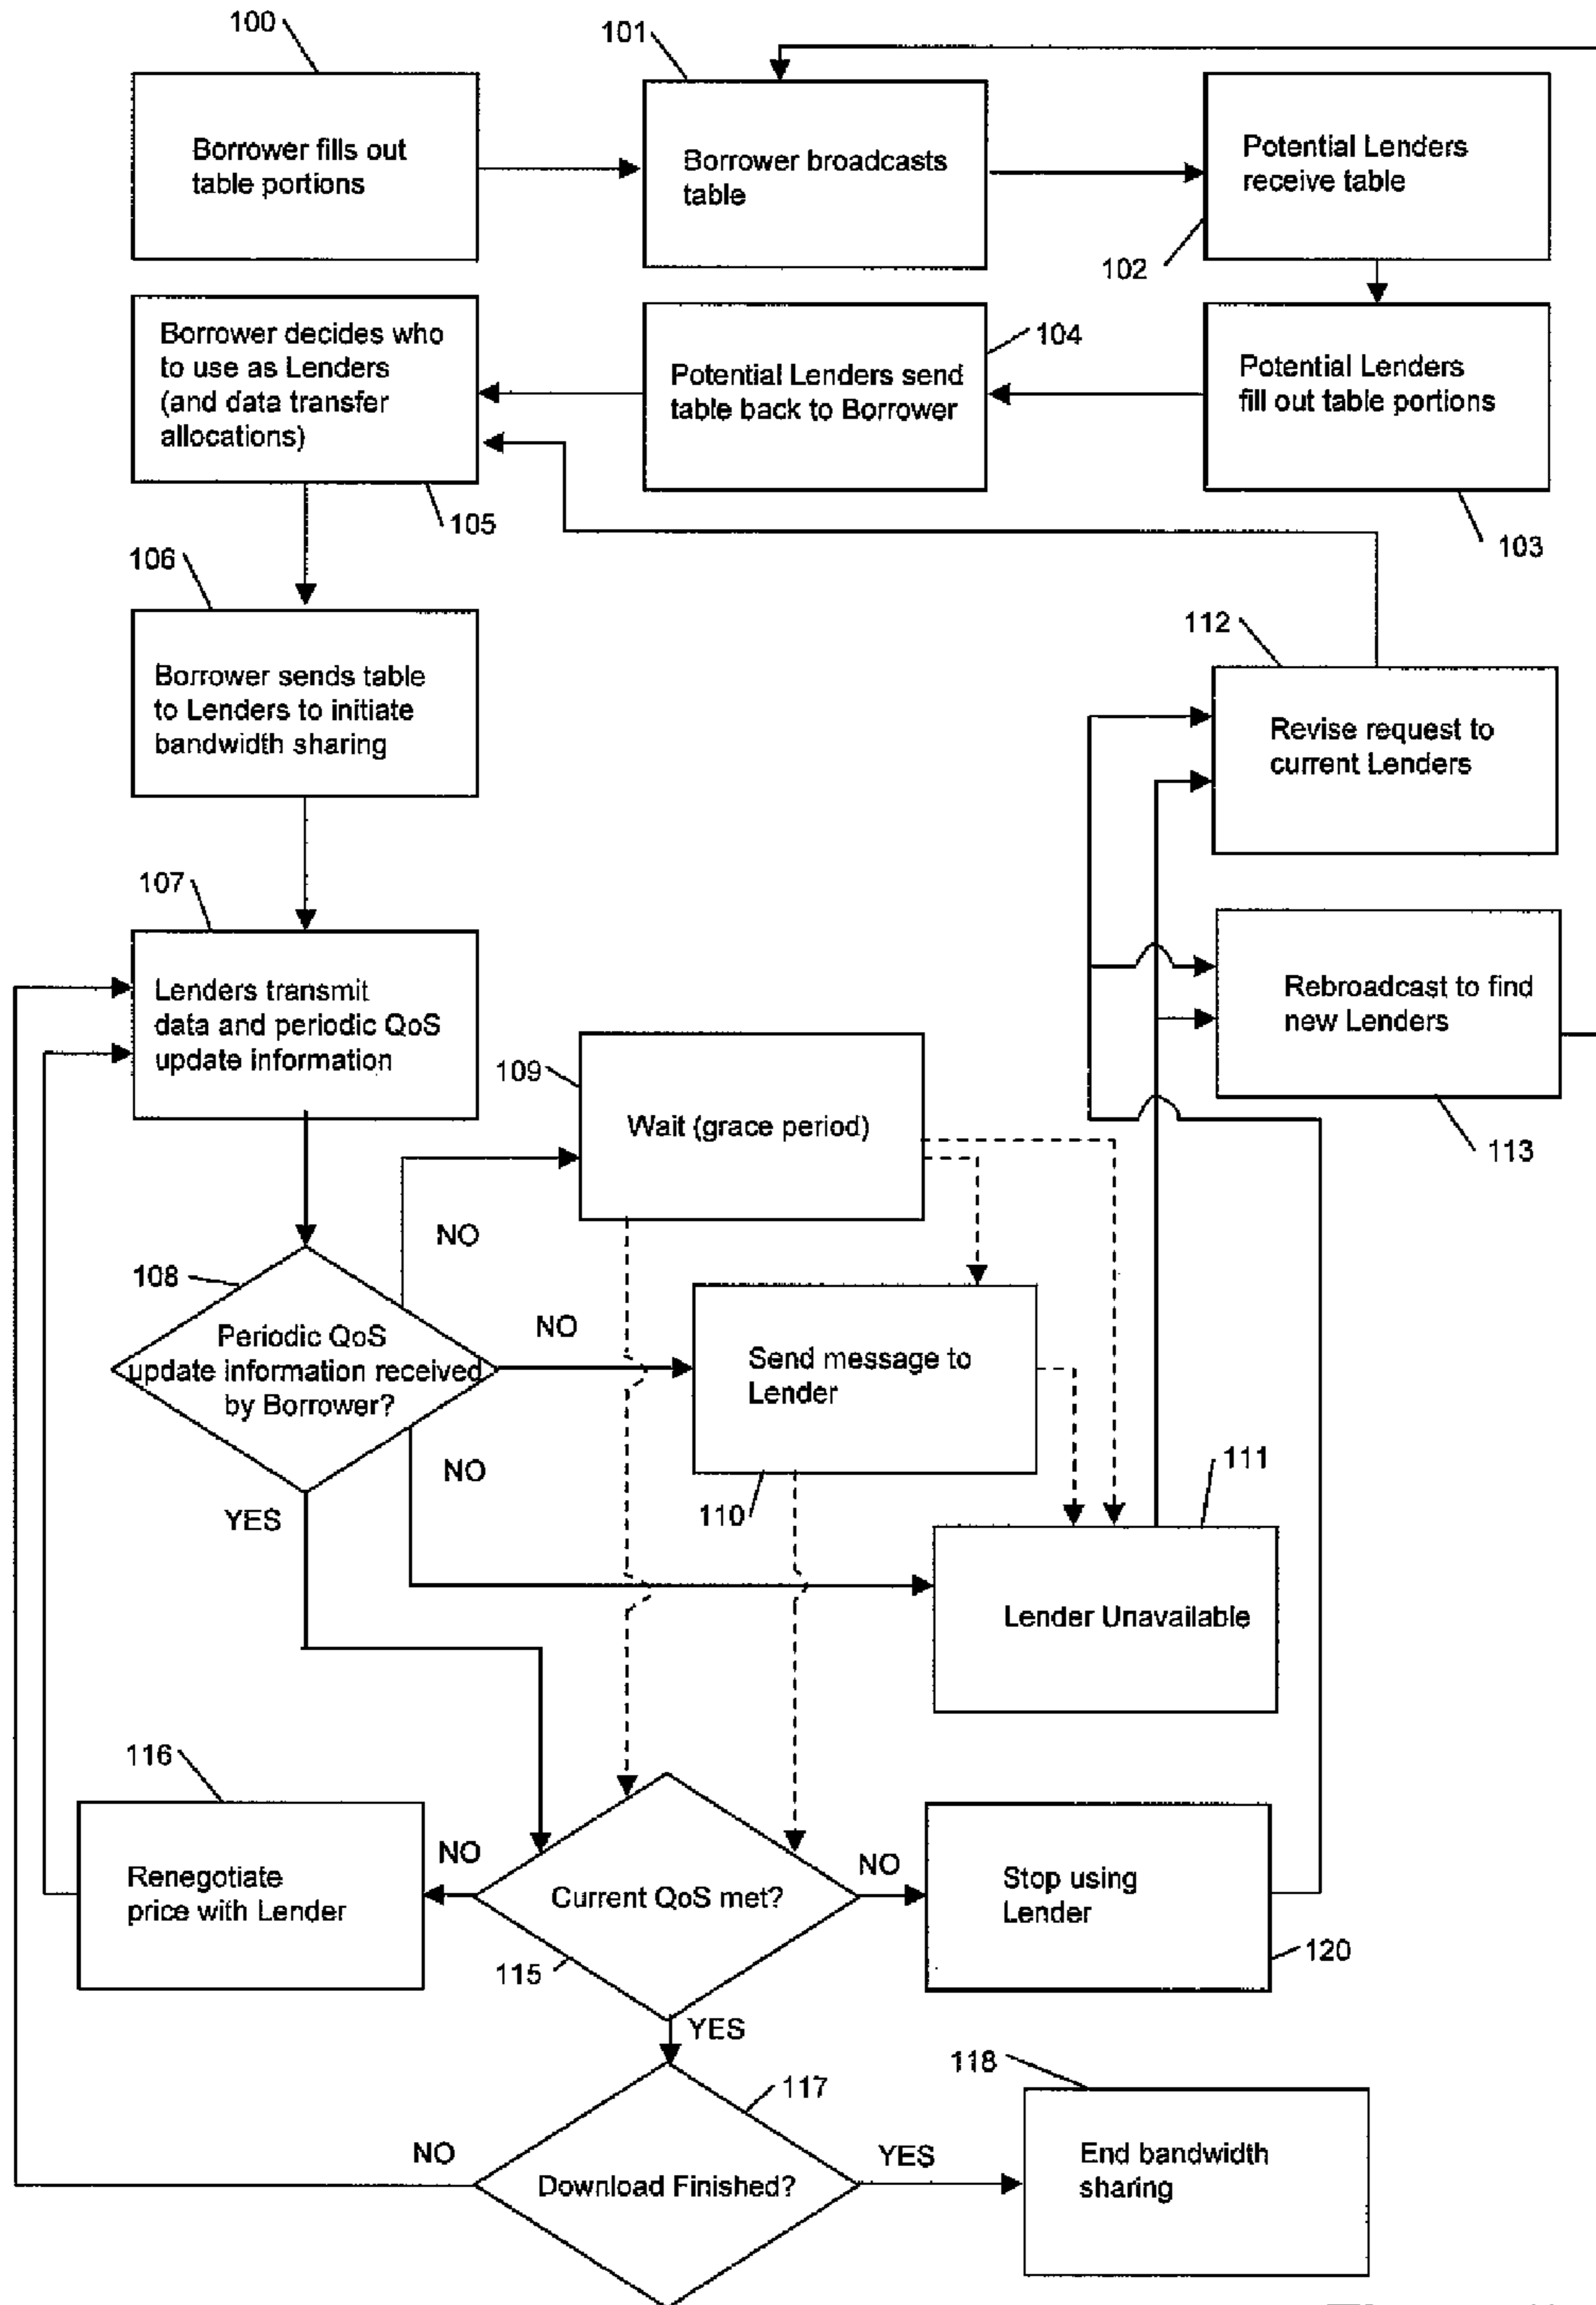 100
101
Borrower fills out
table portions
Borrower broadcasts
table
Potential Lenders
receive table
102
Borrower decides who
to use as Lenders
(and data transfer
allocations)
104
Potential Lenders send
table back to Borrower
Potential Lenders
fill out table portions
105
103
106
112
Borrower sends table
to Lenders to initiate
bandwidth sharing
Revise request to
current Lenders
107
Lenders transmit
data and periodic QoS
update information
Rebroadcast to find
new Lenders
109
Wait (grace period)
113
NO
108
Periodic QoS
update information received
by Borrower?
NO
Send message to
Lender
NO
111
110
YES
Lender Unavailable
116
Renegotiate
price with Lender
NO
Current QoS met?
NO
Stop using
Lender
115
120
YES
118
117
NO
Download Finished?
YES
End bandwidth
sharing